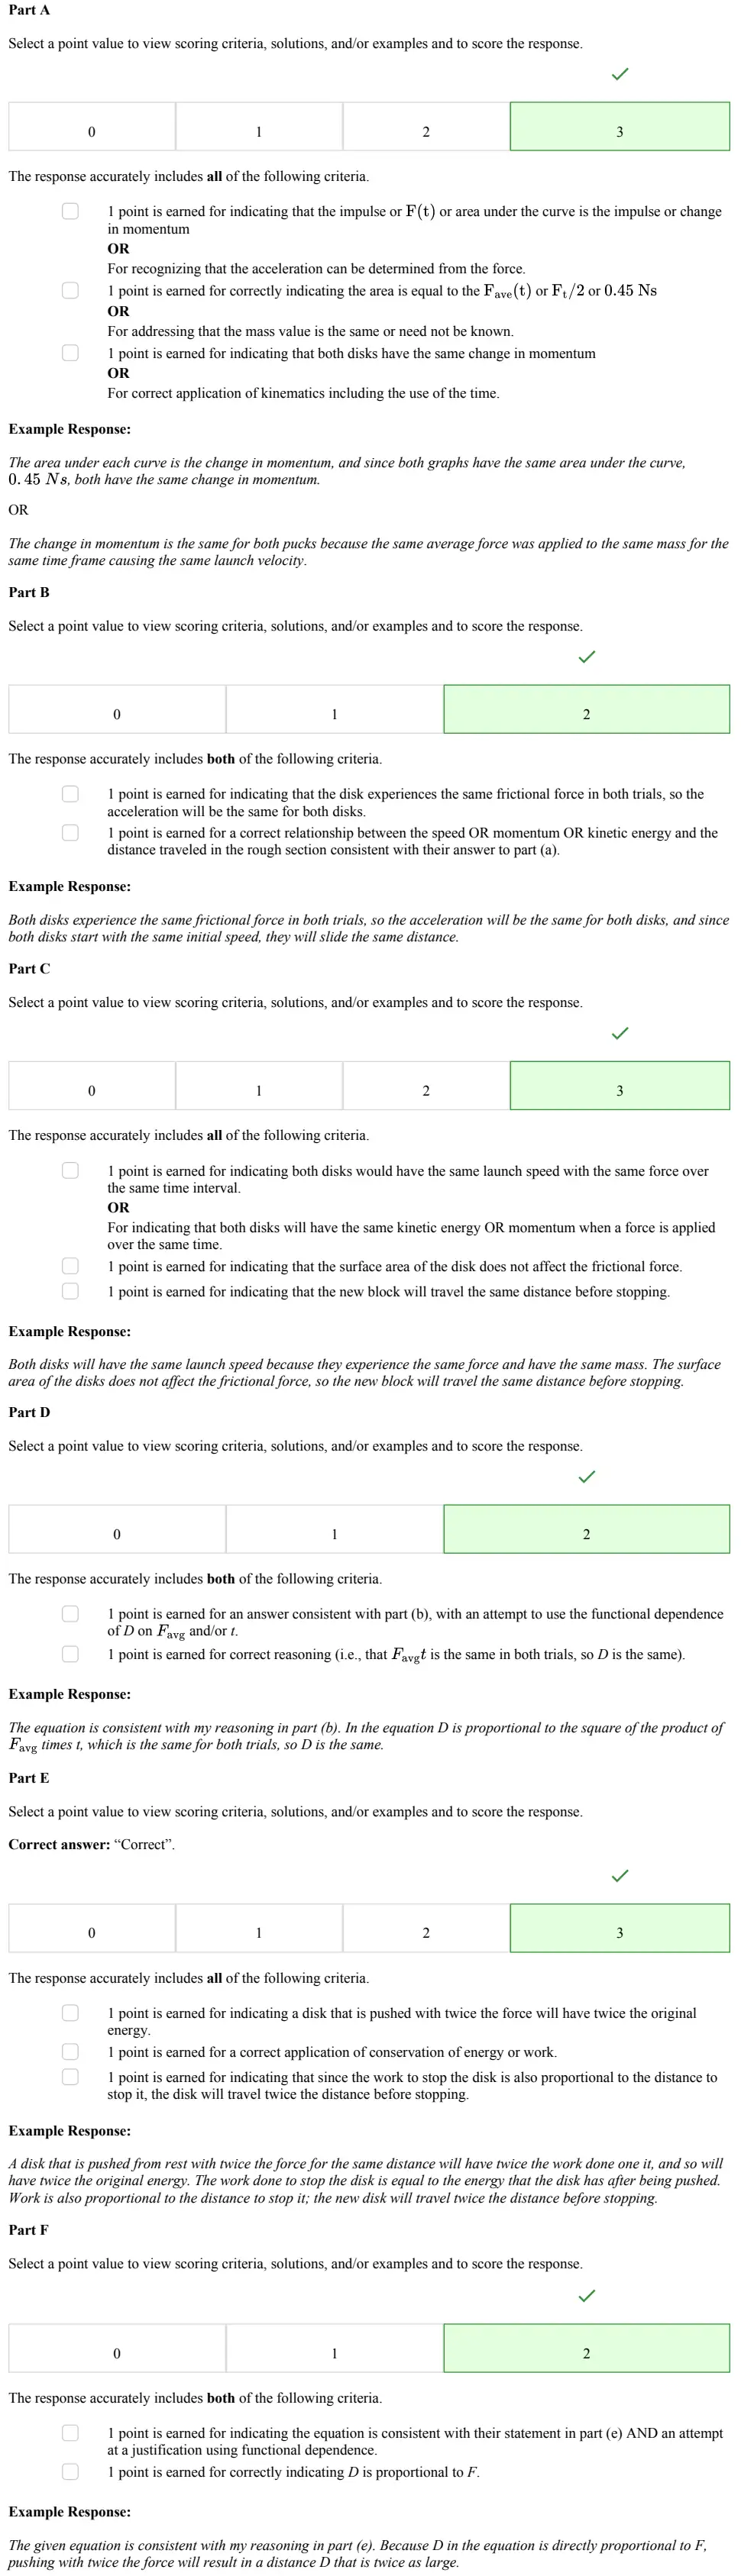 Part A
Select a point value to view scoring criteria, solutions, and/or examples and to score the response.
0 1 2 3
The response accurately includes all of the following criteria.
1 point is earned for indicating that the impulse or F(t) or area under the curve is the impulse or change
in momentum
OR
For recognizing that the acceleration can be determined from the force.
1 point is earned for correctly indicating the area is equal to the F_ave(t) or F_t/2 or 0.45 Ns
OR
For addressing that the mass value is the same or need not be known.
1 point is earned for indicating that both disks have the same change in momentum
OR
For correct application of kinematics including the use of the time.
Example Response:
The area under each curve is the change in momentum, and since both graphs have the same area under the curve,
0.45 Ns, both have the same change in momentum.
OR
The change in momentum is the same for both pucks because the same average force was applied to the same mass for the
same time frame causing the same launch velocity.
Part B
Select a point value to view scoring criteria, solutions, and/or examples and to score the response.
0 1 2
The response accurately includes both of the following criteria.
1 point is earned for indicating that the disk experiences the same frictional force in both trials, so the
acceleration will be the same for both disks.
1 point is earned for a correct relationship between the speed OR momentum OR kinetic energy and the
distance traveled in the rough section consistent with their answer to part (a).
Example Response:
Both disks experience the same frictional force in both trials, so the acceleration will be the same for both disks, and since
both disks start with the same initial speed, they will slide the same distance.
Part C
Select a point value to view scoring criteria, solutions, and/or examples and to score the response.
0 1 2 3
The response accurately includes all of the following criteria.
1 point is earned for indicating both disks would have the same launch speed with the same force over
the same time interval.
OR
For indicating that both disks will have the same kinetic energy OR momentum when a force is applied
over the same time.
1 point is earned for indicating that the surface area of the disk does not affect the frictional force.
1 point is earned for indicating that the new block will travel the same distance before stopping.
Example Response:
Both disks will have the same launch speed because they experience the same force and have the same mass. The surface
area of the disks does not affect the frictional force, so the new block will travel the same distance before stopping.
Part D
Select a point value to view scoring criteria, solutions, and/or examples and to score the response.
0 1 2
The response accurately includes both of the following criteria.
1 point is earned for an answer consistent with part (b), with an attempt to use the functional dependence
of D on F_avg and/or t.
1 point is earned for correct reasoning (i.e., that F_avg t is the same in both trials, so D is the same).
Example Response:
The equation is consistent with my reasoning in part (b). In the equation D is proportional to the square of the product of
F_avg times t, which is the same for both trials, so D is the same.
Part E
Select a point value to view scoring criteria, solutions, and/or examples and to score the response.
Correct answer: “Correct”.
0 1 2 3
The response accurately includes all of the following criteria.
1 point is earned for indicating a disk that is pushed with twice the force will have twice the original
energy.
1 point is earned for a correct application of conservation of energy or work.
1 point is earned for indicating that since the work to stop the disk is also proportional to the distance to
stop it, the disk will travel twice the distance before stopping.
Example Response:
A disk that is pushed from rest with twice the force for the same distance will have twice the work done one it, and so will
have twice the original energy. The work done to stop the disk is equal to the energy that the disk has after being pushed.
Work is also proportional to the distance to stop it; the new disk will travel twice the distance before stopping.
Part F
Select a point value to view scoring criteria, solutions, and/or examples and to score the response.
0 1 2
The response accurately includes both of the following criteria.
1 point is earned for indicating the equation is consistent with their statement in part (e) AND an attempt
at a justification using functional dependence.
1 point is earned for correctly indicating D is proportional to F.
Example Response:
The given equation is consistent with my reasoning in part (e). Because D in the equation is directly proportional to F,
pushing with twice the force will result in a distance D that is twice as large.